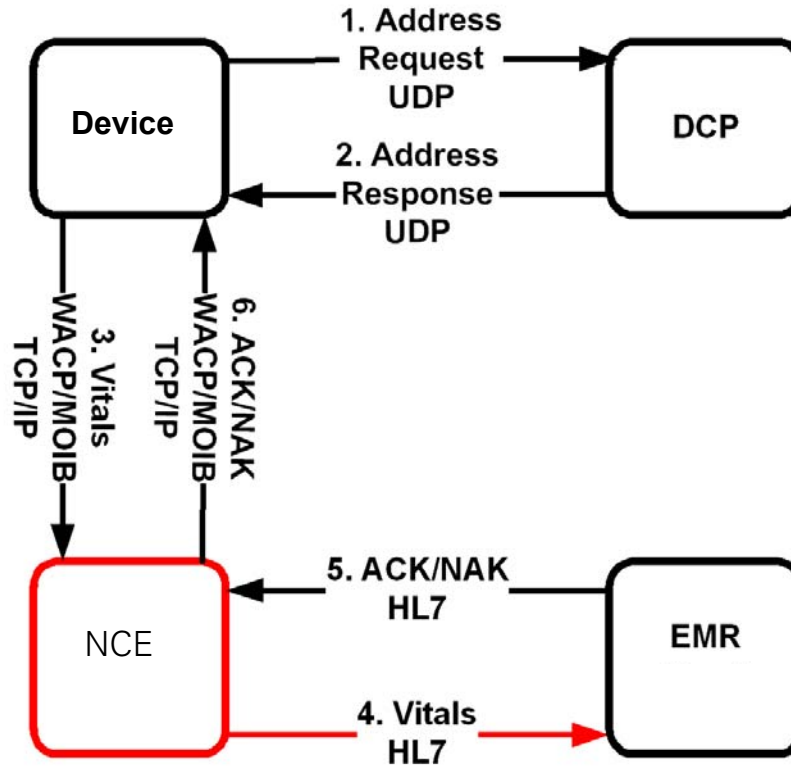 1. Address
Request
UDP
Device
DCP
2. Address
Response
UDP
3. Vitals
WACP/MOIB
TCP/IP
6. ACK/NAK
WACP/MOIB
TCP/IP
5. ACK/NAK
HL7
NCE
EMR
4. Vitals
HL7